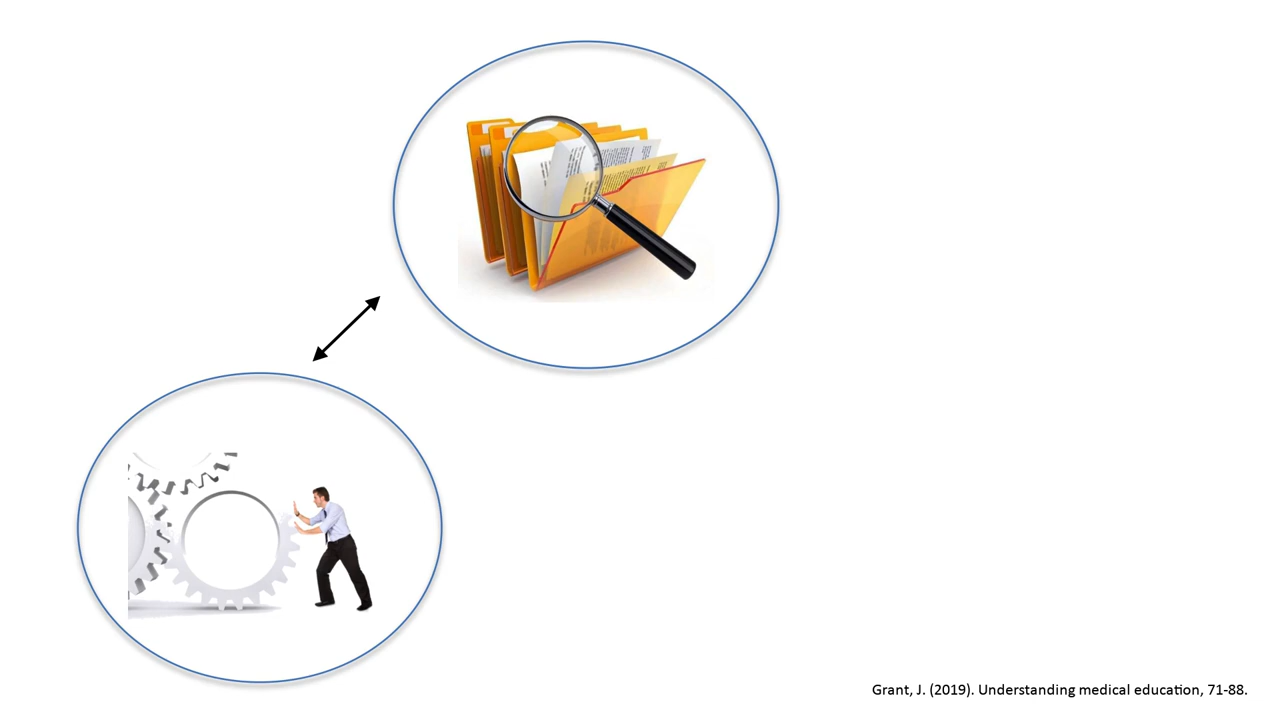 Grant, J. (2019). Understanding medical education, 71-88.